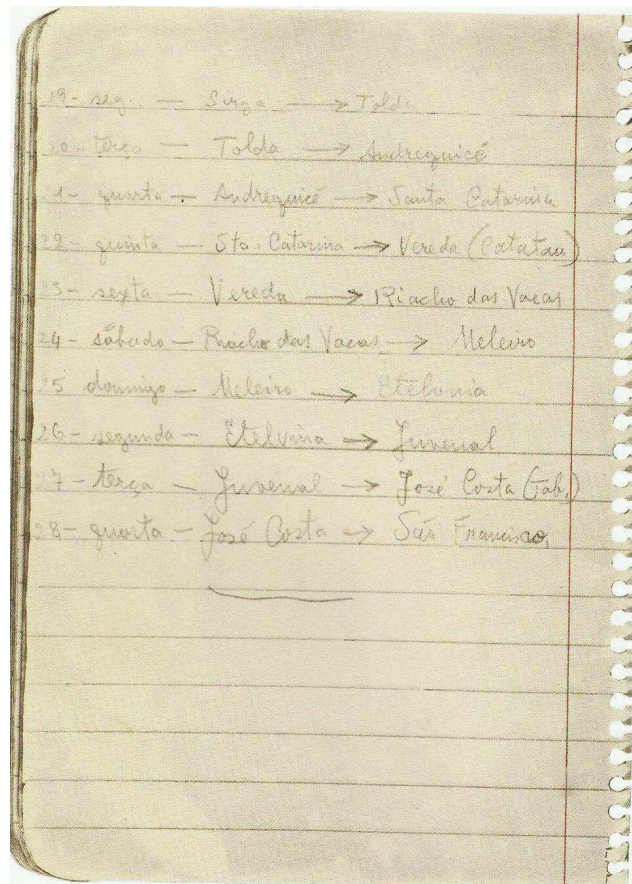 19- seg. — Sirga → Tolda
20- terça — Tolda → Andrequicé
21- quarta — Andrequicé → Santa Catarina
22- quinta — Sta. Catarina → Vereda (Catatau)
23- sexta — Vereda → Riacho das Vacas
24- sábado — Riacho das Vacas → Meleiro
25 domingo — Meleiro → Etelvinia
26- segunda — Etelvina → Juvenal
27- terça — Juvenal → José Costa (Fab.)
28- quarta — José Costa → São Francisco.